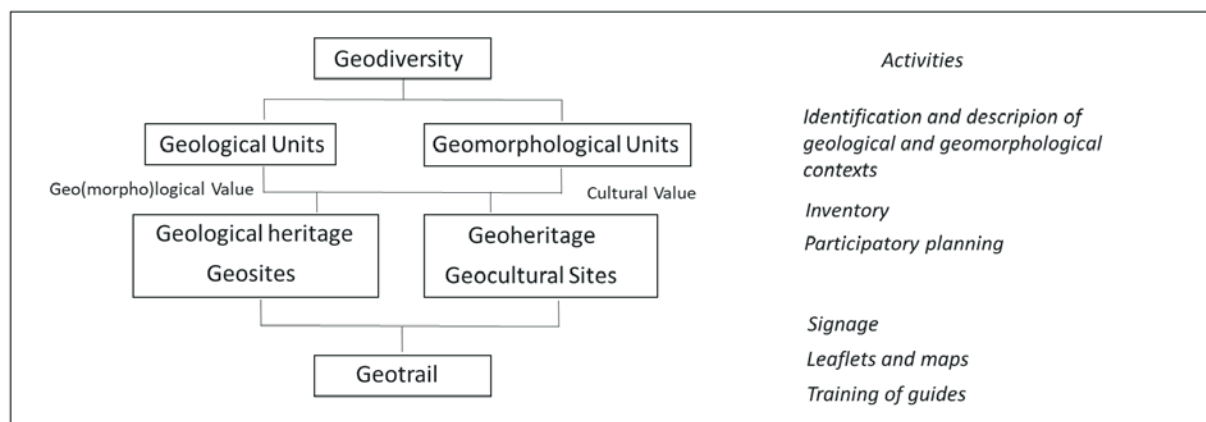 Geodiversity
Activities
Geological Units
Geomorphological Units
Identification and descripion of
geological and geomorphological
contexts
Geo(morpho)logical Value
Cultural Value
Geological heritage
Geosites
Geoheritage
Geocultural Sites
Inventory
Participatory planning
Geotrail
Signage
Leaflets and maps
Training of guides